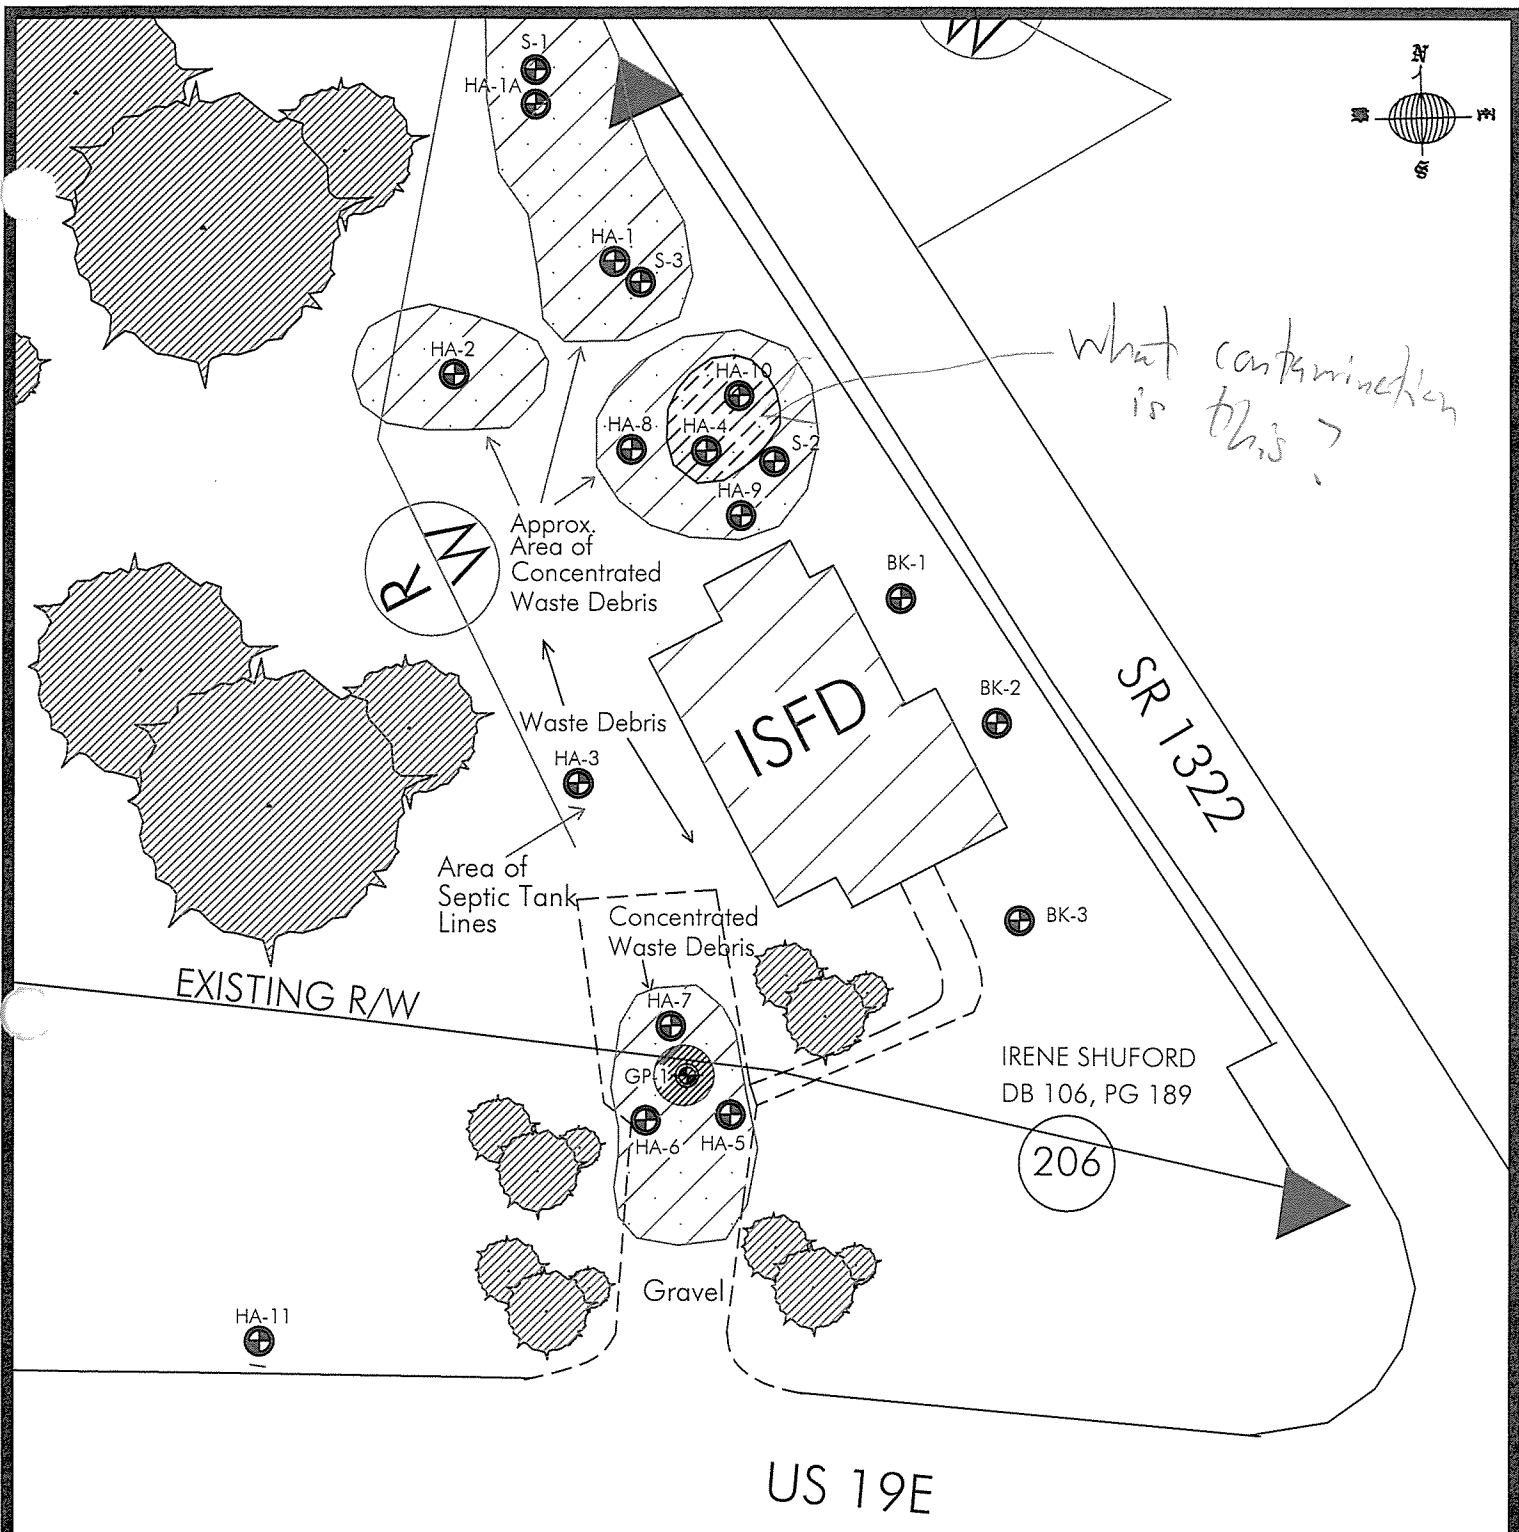 S-1
HA-1A
N
E
S
HA-1
S-3
HA-2
HA-10
What contamination
is this?
HA-8
HA-4
S-2
HA-9
Approx.
Area of
Concentrated
Waste Debris
R
W
BK-1
ISFD
SR 1322
BK-2
Waste Debris
HA-3
Area of
Septic Tank
Lines
Concentrated
Waste Debris
BK-3
EXISTING R/W
HA-7
GP-1
HA-6
HA-5
IRENE SHUFORD
DB 106, PG 189
206
Gravel
HA-11
US 19E